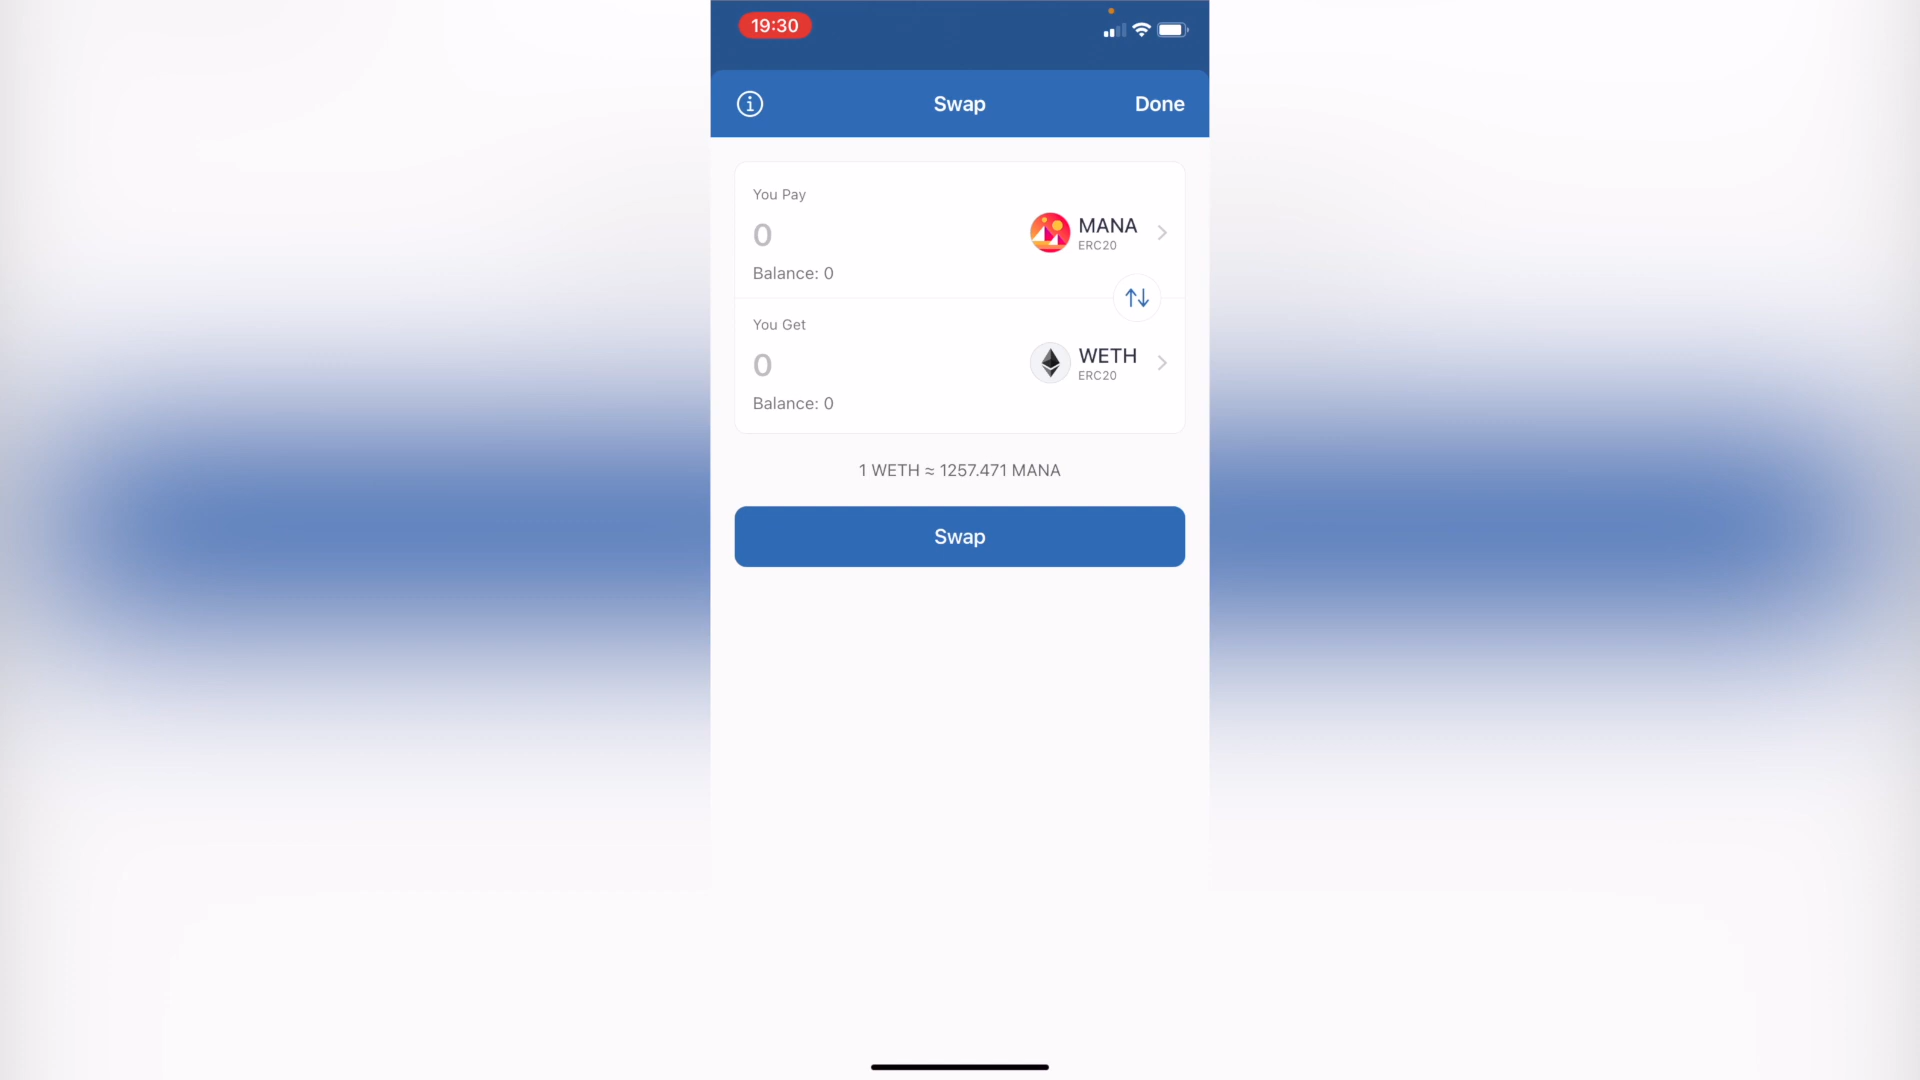 19:30
Swap
Done
You Pay
0
MANA
ERC20
Balance: 0
You Get
0
WETH
ERC20
Balance: 0
1 WETH ≈ 1257.471 MANA
Swap